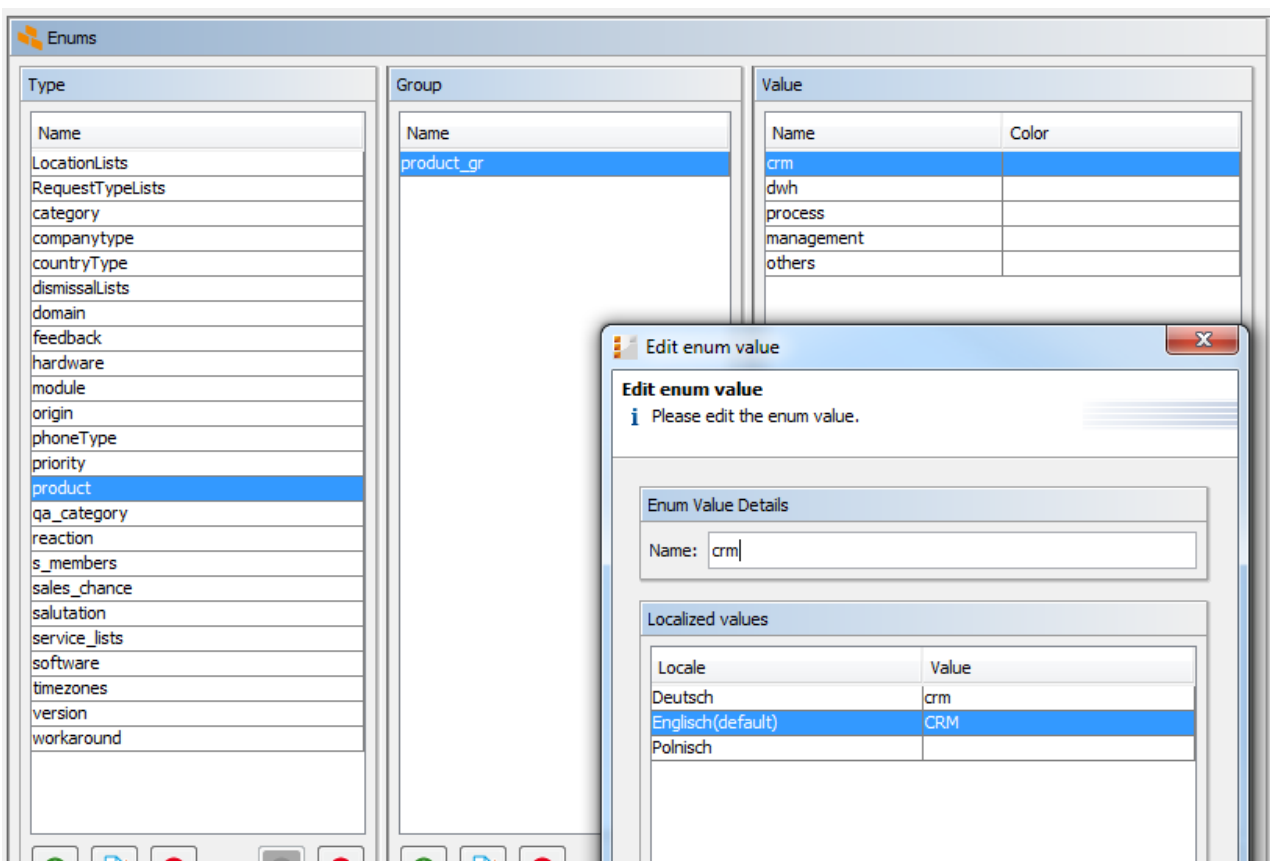 Enums
Type
Name
LocationLists
RequestTypeLists
category
companytype
countryType
dismissalLists
domain
feedback
hardware
module
origin
phoneType
priority
product
qa_category
reaction
s_members
sales_chance
salutation
service_lists
software
timezones
version
workaround
Group
Name
product_gr
Value
Name Color
crm
dwh
process
management
others
Edit enum value
Edit enum value
Please edit the enum value.
Enum Value Details
Name: crm
Localized values
Locale Value
Deutsch crm
Englisch(default) CRM
Polnisch